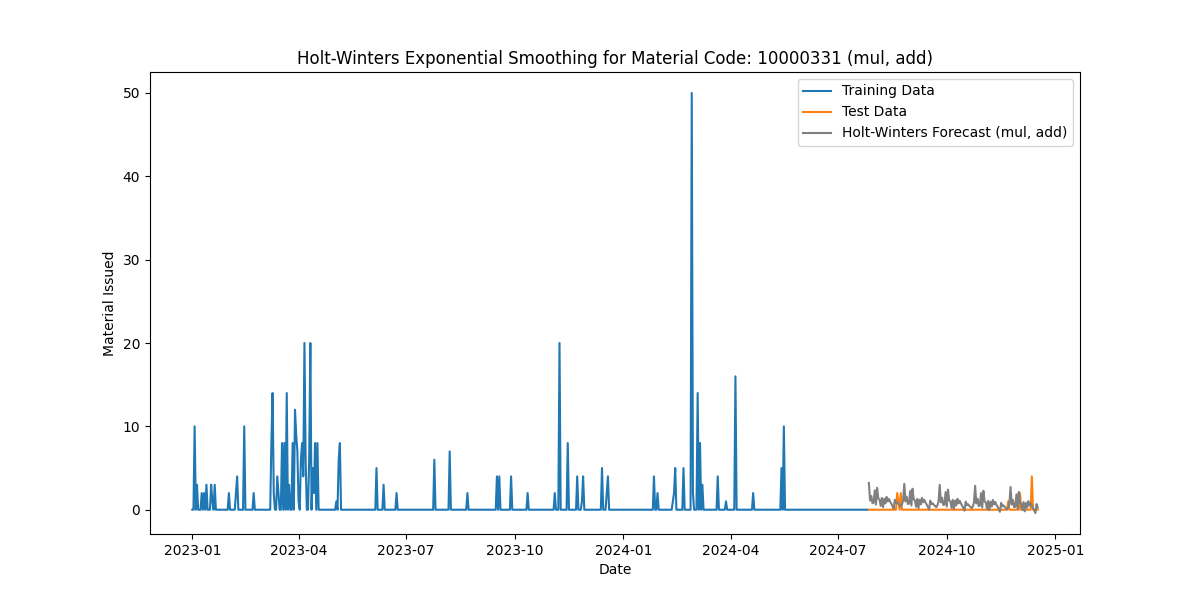 Holt-Winters Exponential Smoothing for Material Code: 10000331 (mul, add)
Training Data
Test Data
Holt-Winters Forecast (mul, add)
Material Issued
50
40
30
20
10
0
2023-01
2023-04
2023-07
2023-10
2024-01
2024-04
2024-07
2024-10
2025-01
Date